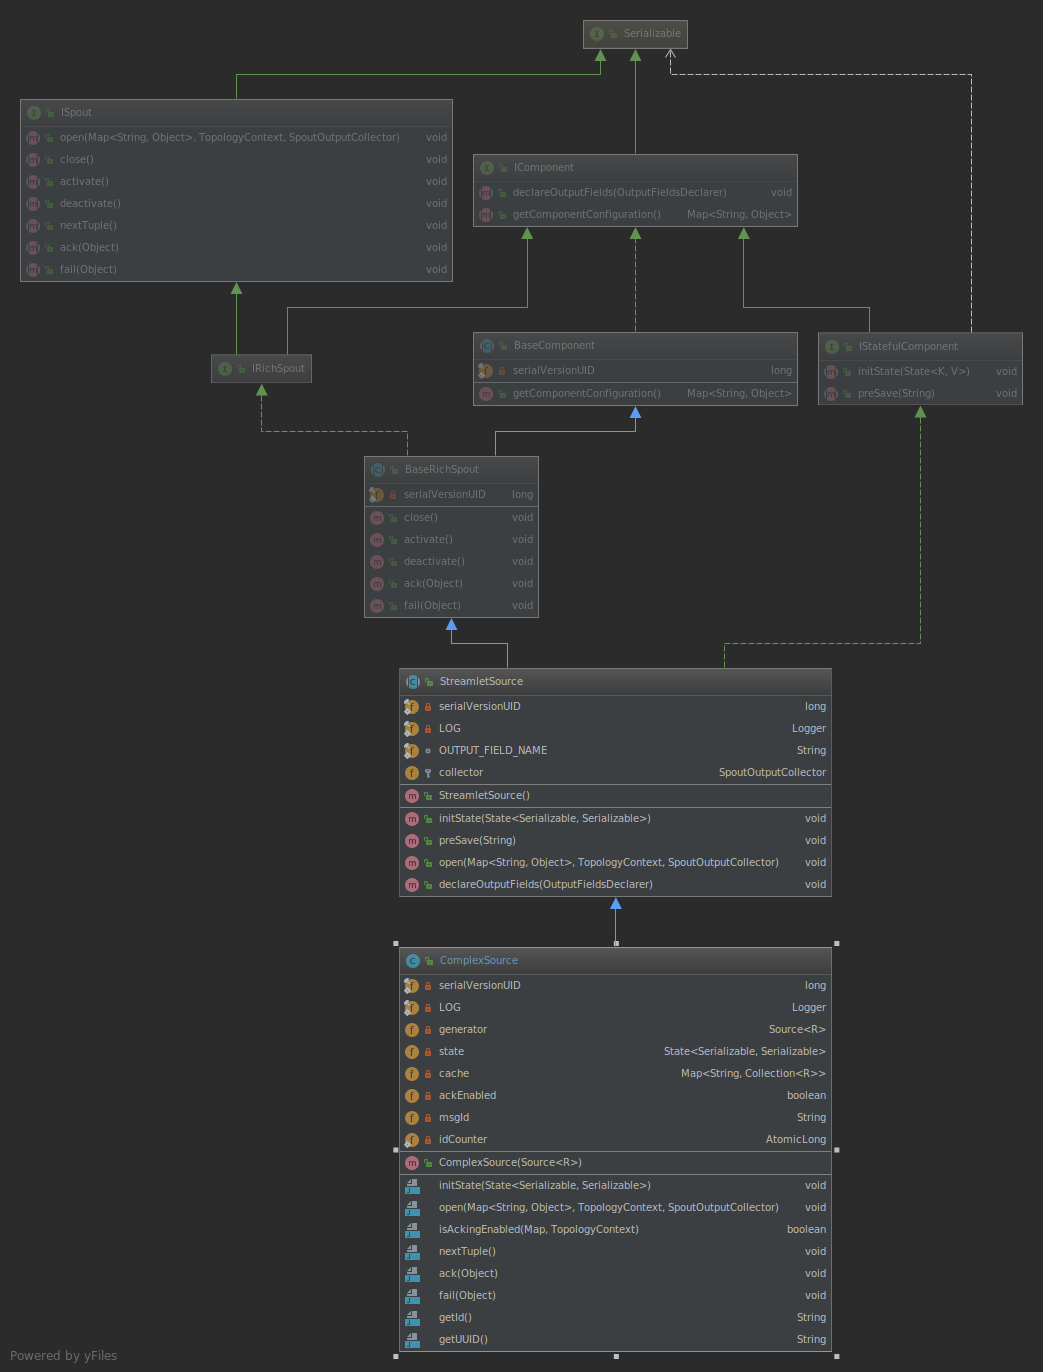 Serializable
ISpout
open(Map<String, Object>, TopologyContext, SpoutOutputCollector) void
close() void
activate() void
deactivate() void
nextTuple() void
ack(Object) void
fail(Object) void
IComponent
declareOutputFields(OutputFieldsDeclarer) void
getComponentConfiguration() Map<String, Object>
IRichSpout
BaseComponent
serialVersionUID long
getComponentConfiguration() Map<String, Object>
IStatefulComponent
initState(State<K, V>) void
preSave(String) void
BaseRichSpout
serialVersionUID long
close() void
activate() void
deactivate() void
ack(Object) void
fail(Object) void
StreamletSource
serialVersionUID long
LOG Logger
OUTPUT_FIELD_NAME String
collector SpoutOutputCollector
StreamletSource()
initState(State<Serializable, Serializable>) void
preSave(String) void
open(Map<String, Object>, TopologyContext, SpoutOutputCollector) void
declareOutputFields(OutputFieldsDeclarer) void
ComplexSource
serialVersionUID long
LOG Logger
generator Source<R>
state State<Serializable, Serializable>
cache Map<String, Collection<R>>
ackEnabled boolean
msgId String
idCounter AtomicLong
ComplexSource(Source<R>)
initState(State<Serializable, Serializable>) void
open(Map<String, Object>, TopologyContext, SpoutOutputCollector) void
isAckingEnabled(Map, TopologyContext) boolean
nextTuple() void
ack(Object) void
fail(Object) void
getId() String
getUUID() String
Powered by yFiles